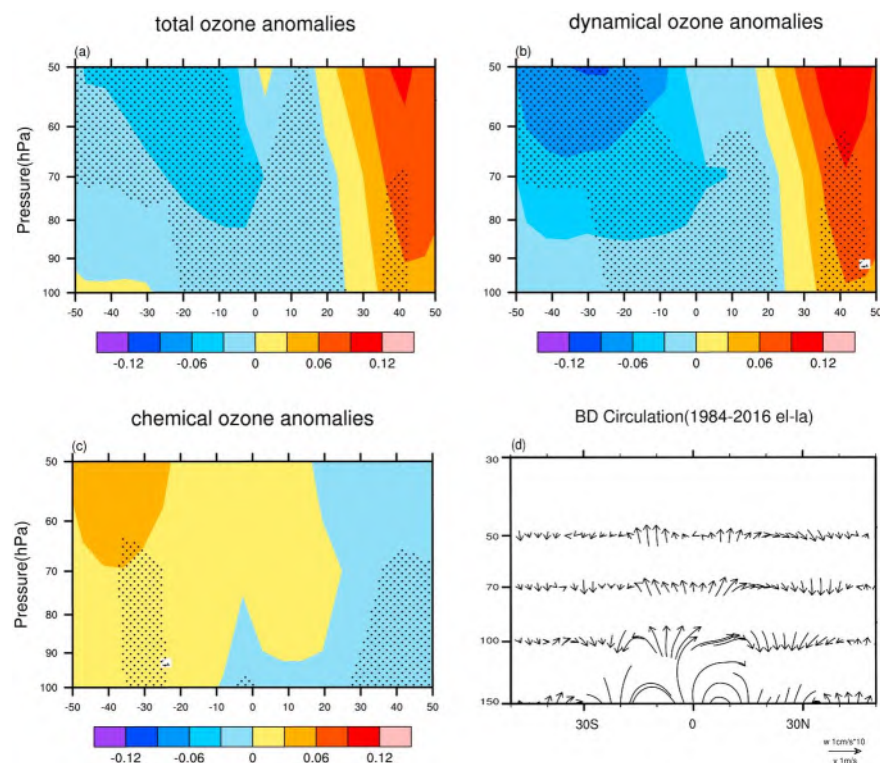 total ozone anomalies
(a)
Pressure(hPa)
50
60
70
80
90
100
-50 -40 -30 -20 -10 0 10 20 30 40 50
-0.12 -0.06 0 0.06 0.12
dynamical ozone anomalies
(b)
50
60
70
80
90
100
-50 -40 -30 -20 -10 0 10 20 30 40 50
-0.12 -0.06 0 0.06 0.12
chemical ozone anomalies
(c)
Pressure(hPa)
50
60
70
80
90
100
-50 -40 -30 -20 -10 0 10 20 30 40 50
-0.12 -0.06 0 0.06 0.12
BD Circulation(1984-2016 el-la)
(d)
30
50
70
100
150
30S 0 30N
w 1cm/s*10
v 1m/s